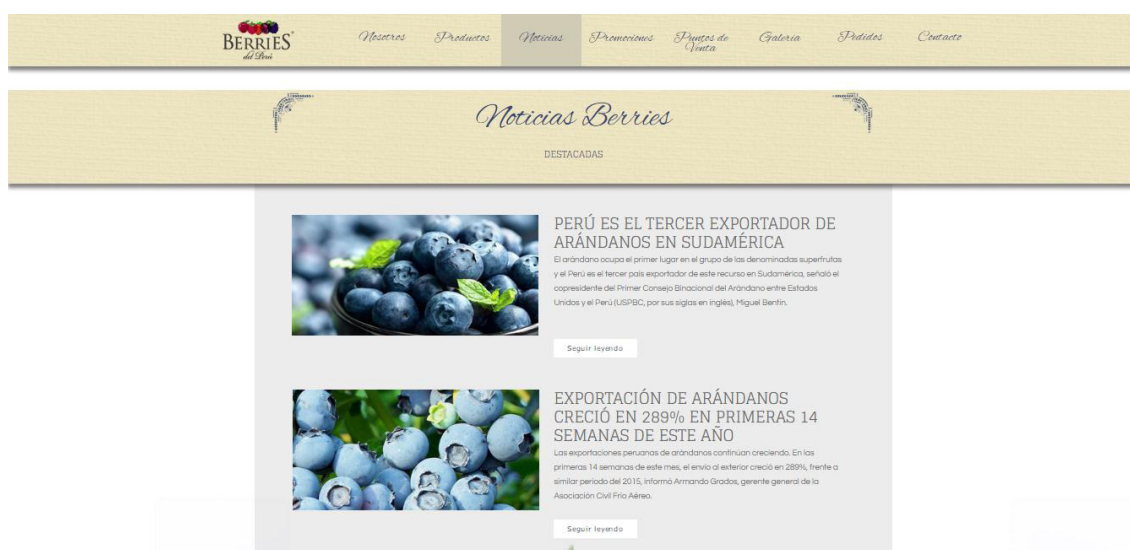 BERRIES
del Perú
Nosotros
Productos
Noticias
Promociones
Puntos de
Venta
Galeria
Pedidos
Contacto
Noticias Berries
DESTACADAS
PERÚ ES EL TERCER EXPORTADOR DE
ARÁNDANOS EN SUDAMÉRICA
El arándano ocupa el primer lugar en el grupo de las denominadas superfrutas
y el Perú es el tercer país exportador de este recurso en Sudamérica, señaló el
copresidente del Primer Consejo Binacional del Arándano entre Estados
Unidos y el Perú (USPBC, por sus siglas en inglés), Miguel Bentín.
Seguir leyendo
EXPORTACIÓN DE ARÁNDANOS
CRECIÓ EN 289% EN PRIMERAS 14
SEMANAS DE ESTE AÑO
Las exportaciones peruanas de arándanos continúan creciendo. En las
primeras 14 semanas de este mes, el envío al exterior creció en 289%, frente a
similar periodo del 2015, informó Armando Grados, gerente general de la
Asociación Civil Frío Aéreo.
Seguir leyendo